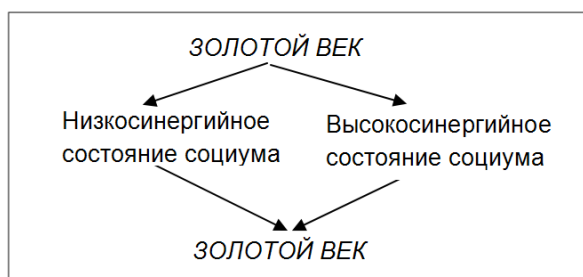 ЗОЛОТОЙ ВЕК
Низкосинергийное
состояние социума
Высокосинергийное
состояние социума
ЗОЛОТОЙ ВЕК